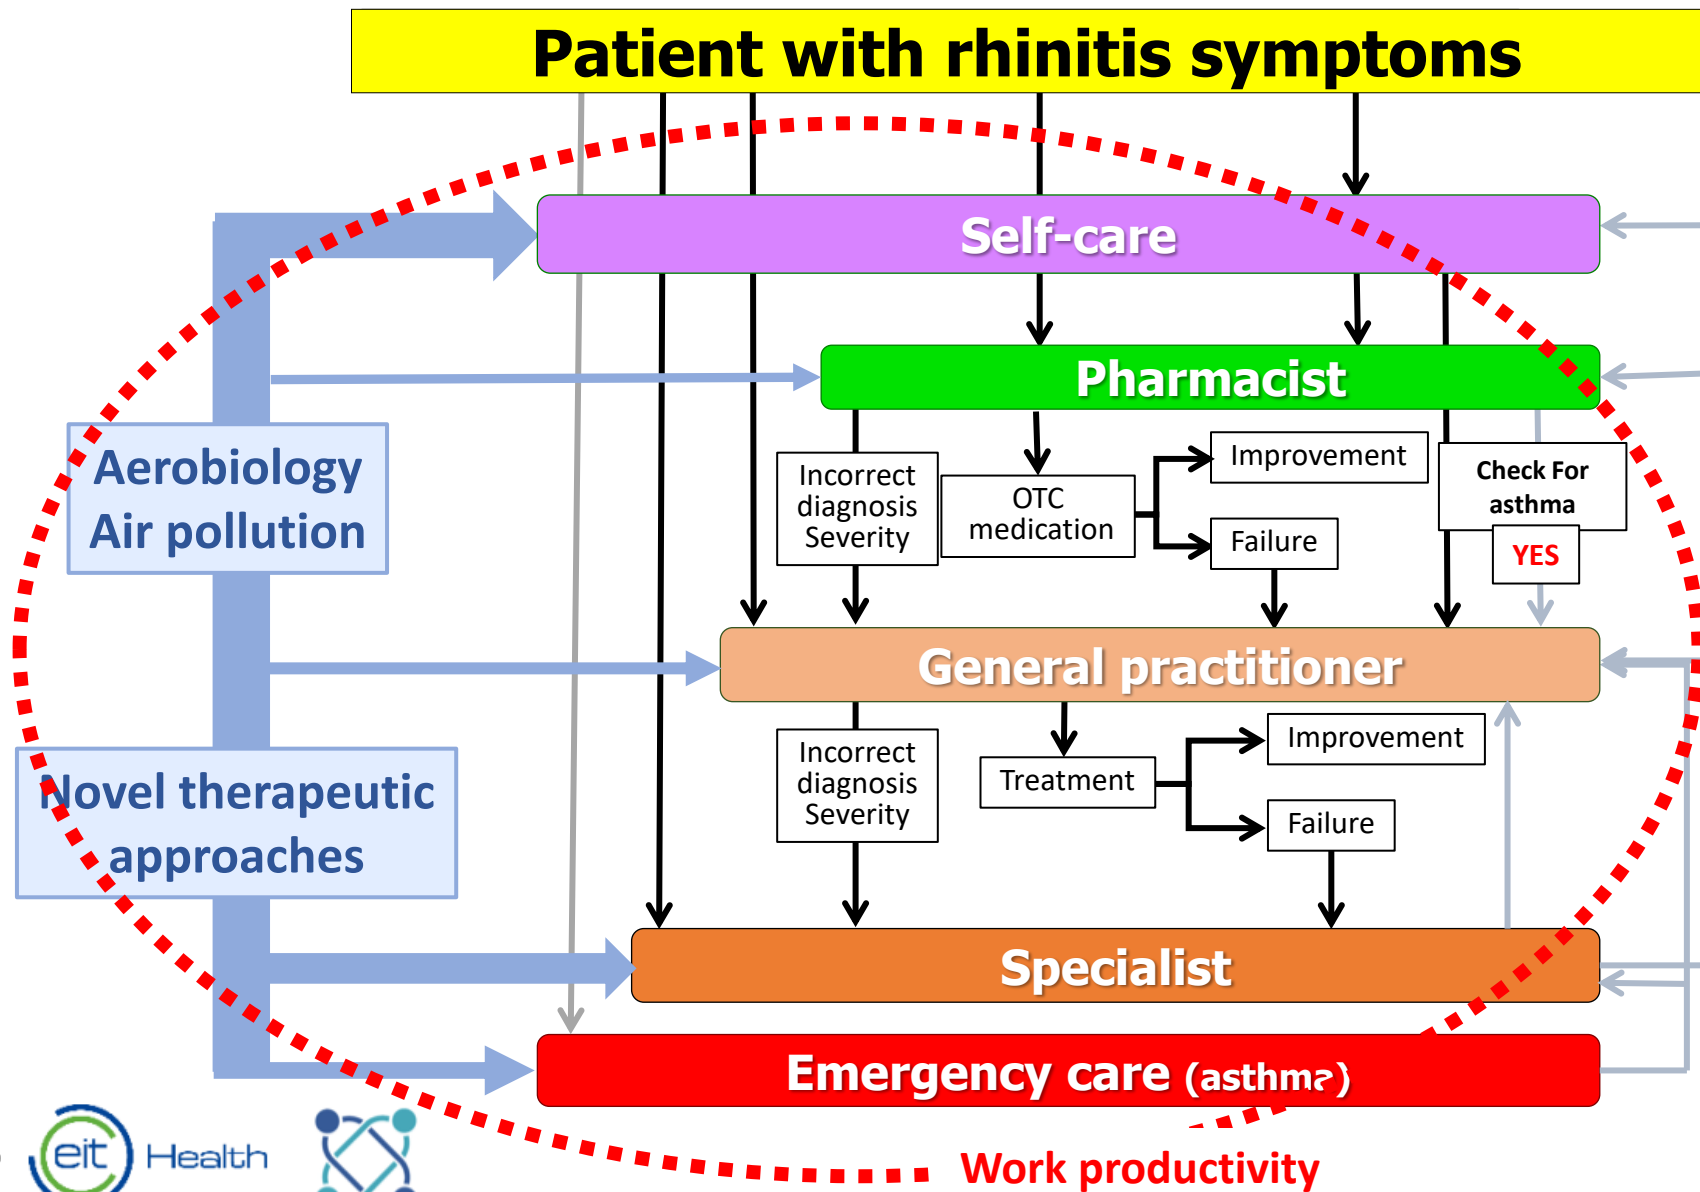 Patient with rhinitis symptoms
Self-care
Pharmacist
Aerobiology
Air pollution
Incorrect
diagnosis
Severity
OTC
medication
Improvement
Failure
Check For
asthma
YES
General practitioner
Novel therapeutic
approaches
Incorrect
diagnosis
Severity
Treatment
Improvement
Failure
Specialist
Emergency care (asthma)
eit Health
Work productivity